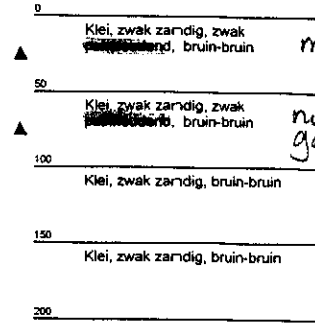 0
Klei, zwak zandig, zwak
bruin-bruin
50
Klei, zwak zandig, zwak
bruin-bruin
100
Klei, zwak zandig, bruin-bruin
150
Klei, zwak zandig, bruin-bruin
200